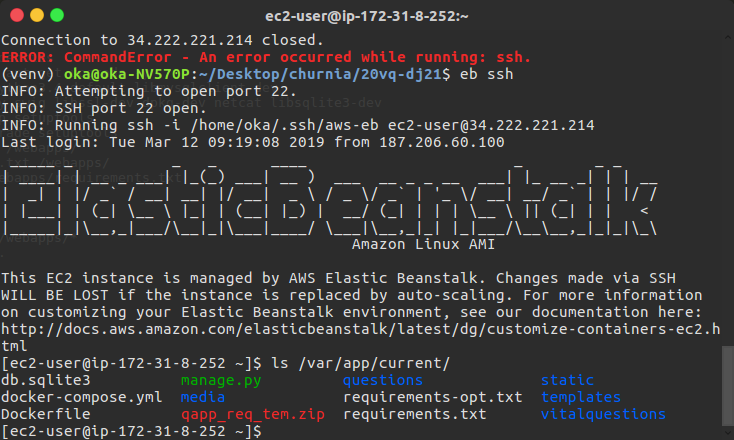 ec2-user@ip-172-31-8-252:~
Connection to 34.222.221.214 closed.
ERROR: CommandError - An error occurred while running: ssh.
(venv) oka@oka-NV570P:~/Desktop/churnia/20vq-dj21$ eb ssh
INFO: Attempting to open port 22.
INFO: SSH port 22 open.
INFO: Running ssh -i /home/oka/.ssh/aws-eb ec2-user@34.222.221.214
Last login: Tue Mar 12 09:19:08 2019 from 187.206.60.100
ElasticBeanstalk
Amazon Linux AMI
This EC2 instance is managed by AWS Elastic Beanstalk. Changes made via SSH
WILL BE LOST if the instance is replaced by auto-scaling. For more information
on customizing your Elastic Beanstalk environment, see our documentation here:
http://docs.aws.amazon.com/elasticbeanstalk/latest/dg/customize-containers-ec2.h
tml
[ec2-user@ip-172-31-8-252 ~]$ ls /var/app/current/
db.sqlite3 manage.py questions static
docker-compose.yml media requirements-opt.txt templates
Dockerfile qapp_req_tem.zip requirements.txt vitalquestions
[ec2-user@ip-172-31-8-252 ~]$